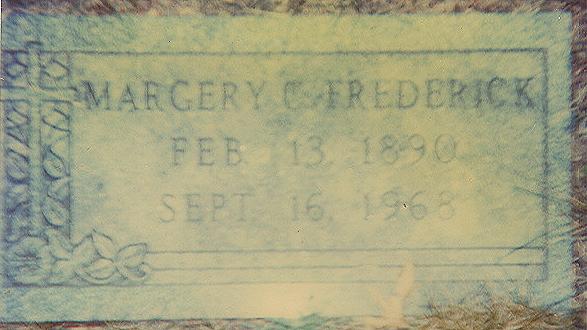 MARGERY C. FREDERICK
FEB. 13, 1890
SEPT. 16, 1968